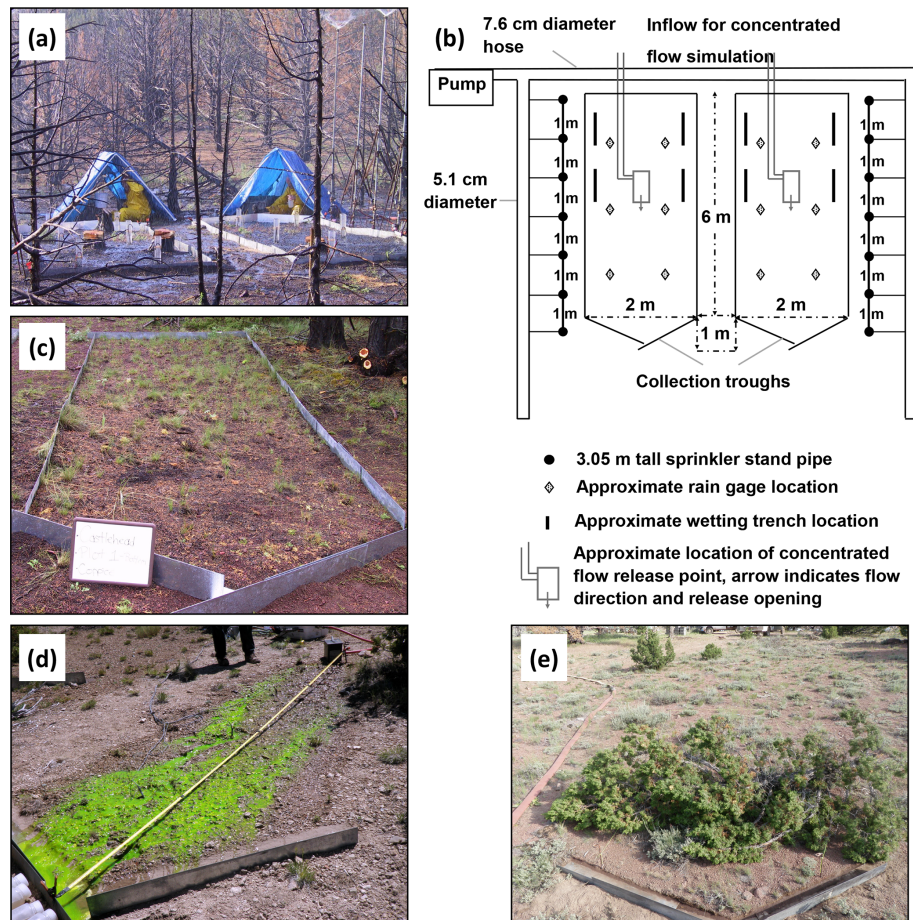 (a)
(b)
7.6 cm diameter
hose
Inflow for concentrated
flow simulation
Pump
1 m
1 m
1 m
1 m
1 m
1 m
5.1 cm
diameter
6 m
2 m
2 m
1 m
1 m
1 m
1 m
1 m
1 m
1 m
Collection troughs
3.05 m tall sprinkler stand pipe
Approximate rain gage location
Approximate wetting trench location
Approximate location of concentrated
flow release point, arrow indicates flow
direction and release opening
(c)
(d)
(e)